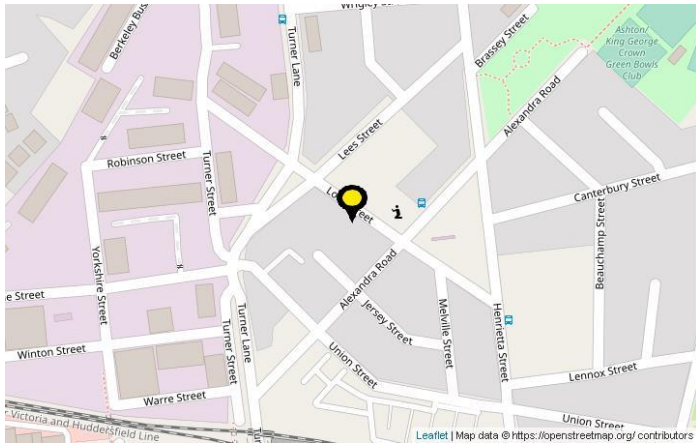 Wrigley Street
Berkeley Bus
Turner Lane
Brassey Street
Ashton/
King George
Crown
Green Bowls
Club
Alexandra Road
Lees Street
Robinson Street
Turner Street
Canterbury Street
Beauchamp Street
Yorkshire Street
Alexandra Road
Street
Jersey Street
Melville Street
Henrietta Street
Winton Street
Turner Street
Turner Lane
Union Street
Lennox Street
Warre Street
Victoria and Huddersfield Line
Union Street
Leaflet | Map data © https://openstreetmap.org/ contributors